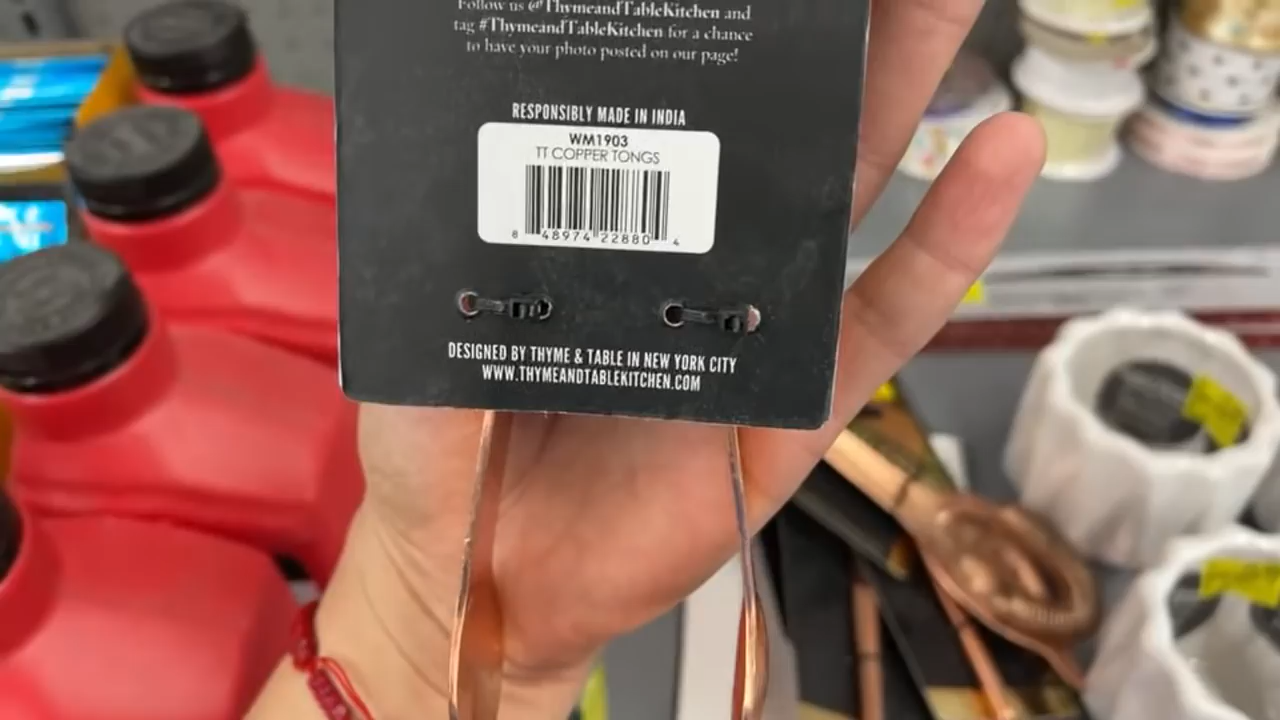 Follow us @ThymeandTableKitchen and
tag #ThymeandTableKitchen for a chance
to have your photo posted on our page!
RESPONSIBLY MADE IN INDIA
WM1903
TT COPPER TONGS
8 48974 22880 4
DESIGNED BY THYME & TABLE IN NEW YORK CITY
WWW.THYMEANDTABLEKITCHEN.COM